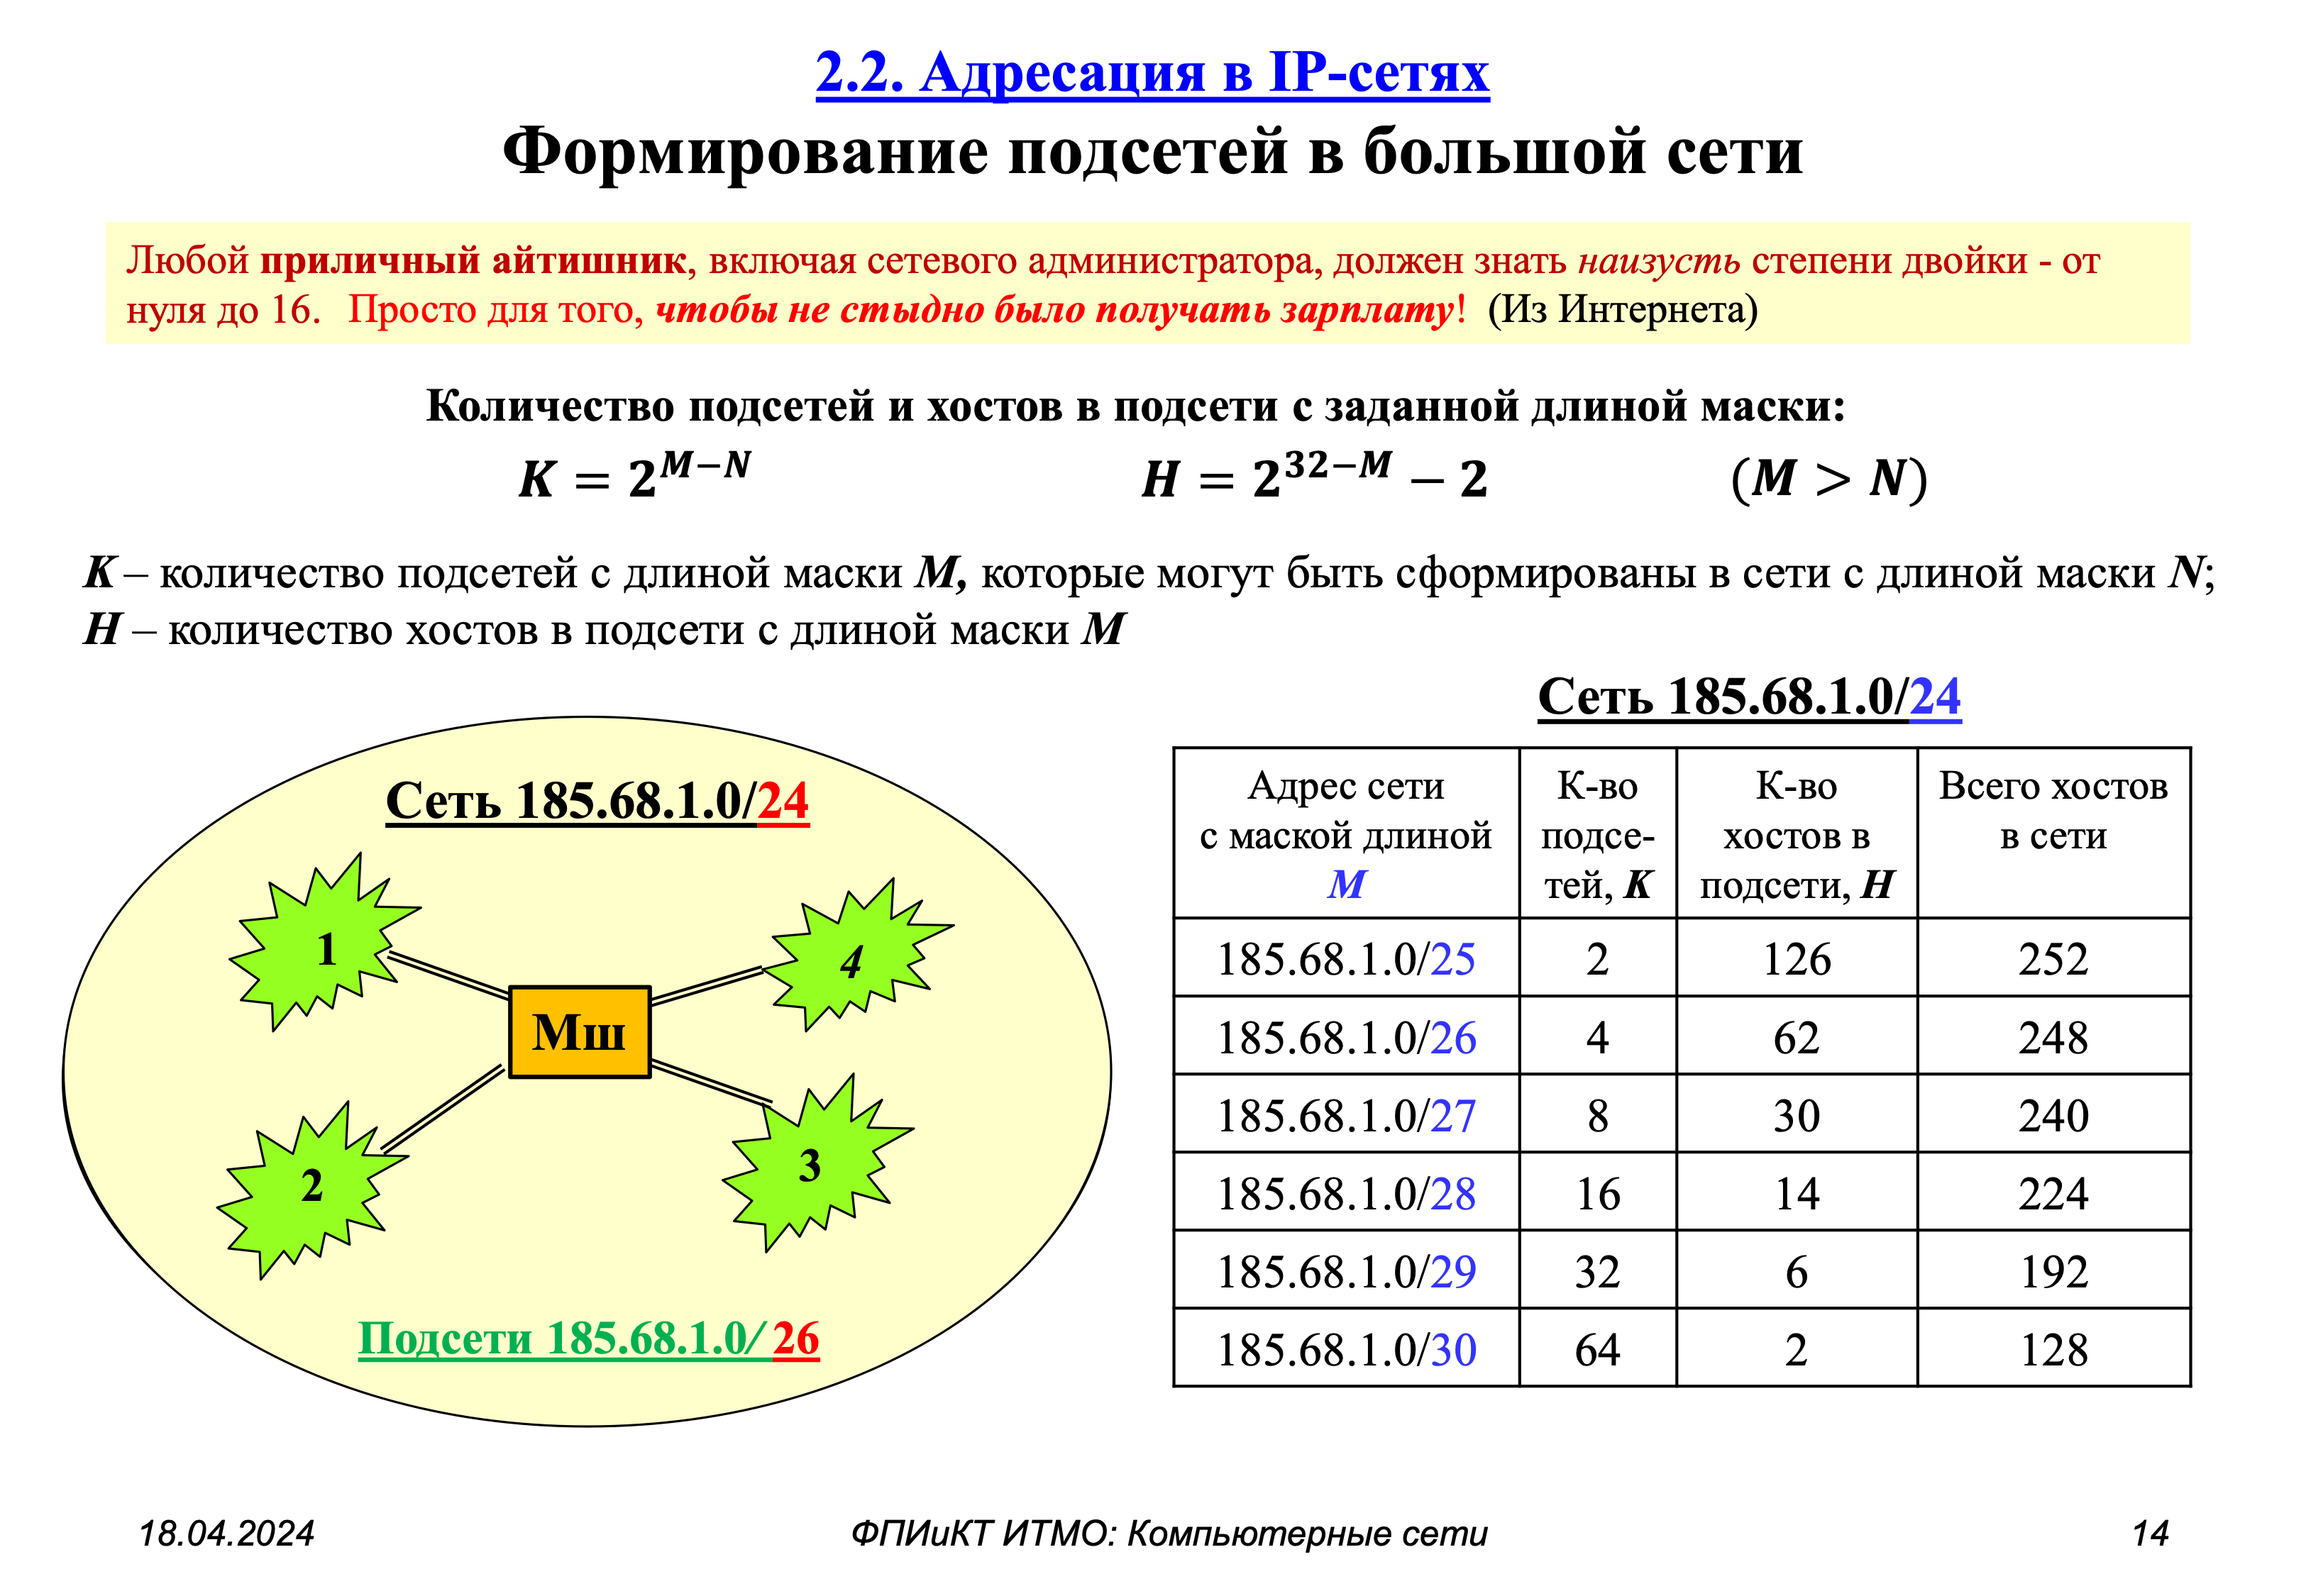 2.2. Адресация в IP-сетях
Формирование подсетей в большой сети
Любой приличный айтишник, включая сетевого администратора, должен знать наизусть степени двойки - от
нуля до 16. Просто для того, чтобы не стыдно было получать зарплату! (Из Интернета)
Количество подсетей и хостов в подсети с заданной длиной маски:
K = 2^{M−N} H = 2^{32−M} − 2 (M > N)
K – количество подсетей с длиной маски M, которые могут быть сформированы в сети с длиной маски N;
H – количество хостов в подсети с длиной маски M
Сеть 185.68.1.0/24
1
4
Мш
2
3
Подсети 185.68.1.0/26
Сеть 185.68.1.0/24
Адрес сети
с маской длиной
M
К-во
подсе-
тей, K
К-во
хостов в
подсети, H
Всего хостов
в сети
185.68.1.0/25 2 126 252
185.68.1.0/26 4 62 248
185.68.1.0/27 8 30 240
185.68.1.0/28 16 14 224
185.68.1.0/29 32 6 192
185.68.1.0/30 64 2 128
18.04.2024 ФПИиКТ ИТМО: Компьютерные сети 14